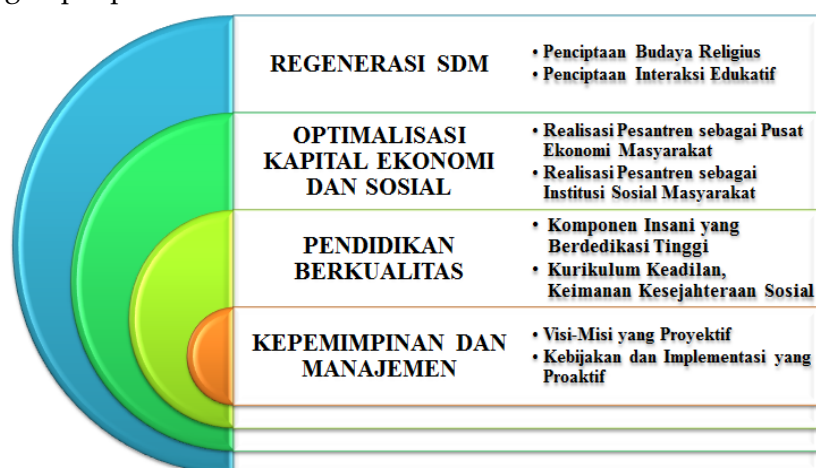 REGENERASI SDM
• Penciptaan Budaya Religius
• Penciptaan Interaksi Edukatif
OPTIMALISASI
KAPITAL EKONOMI
DAN SOSIAL
• Realisasi Pesantren sebagai Pusat
Ekonomi Masyarakat
• Realisasi Pesantren sebagai
Institusi Sosial Masyarakat
PENDIDIKAN
BERKUALITAS
• Komponen Insani yang
Berdedikasi Tinggi
• Kurikulum Keadilan,
Keimanan Kesejahteraan Sosial
KEPEMIMPINAN DAN
MANAJEMEN
• Visi-Misi yang Proyektif
• Kebijakan dan Implementasi yang
Proaktif